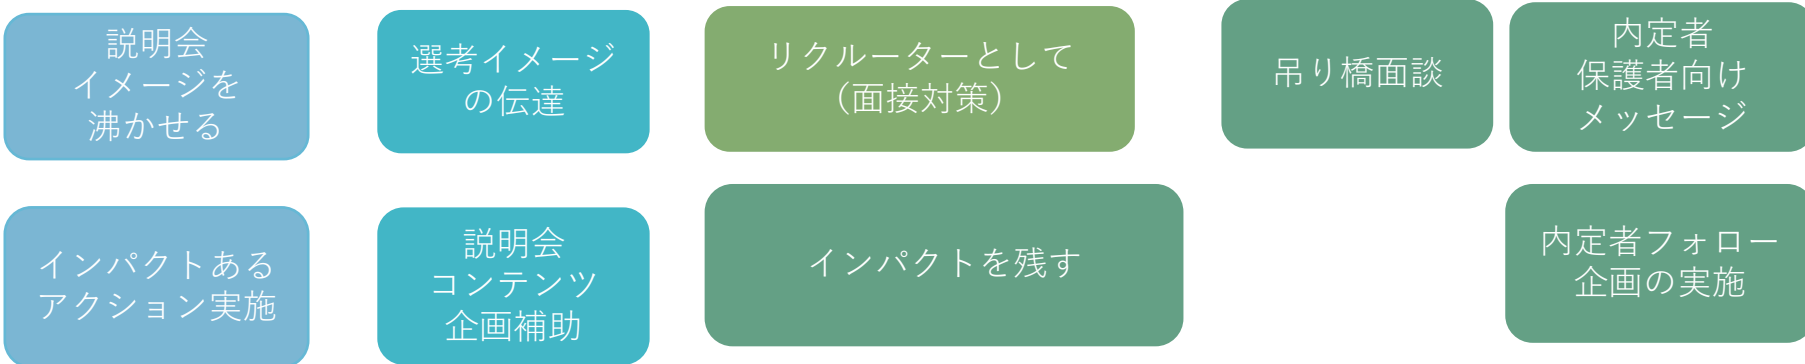 説明会
イメージを
沸かせる
選考イメージ
の伝達
リクルーターとして
（面接対策）
吊り橋面談
内定者
保護者向け
メッセージ
インパクトある
アクション実施
説明会
コンテンツ
企画補助
インパクトを残す
内定者フォロー
企画の実施